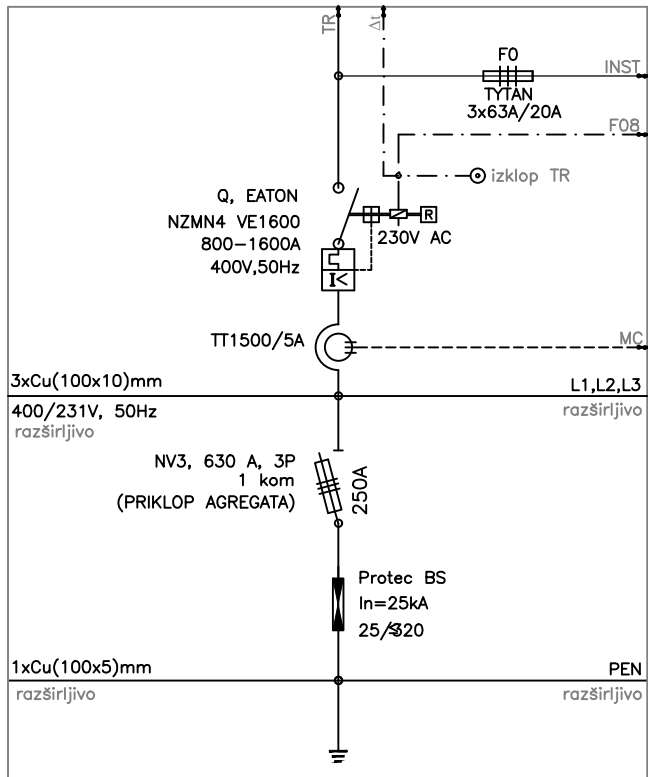 TR
Δt
F0
INST
TYTAN
3x63A/20A
F08
izklop TR
Q, EATON
NZMN4 VE1600
800-1600A
400V,50Hz
R
230V AC
I<
TT1500/5A
MC
3xCu(100x10)mm
L1,L2,L3
400/231V, 50Hz
razširljivo
razširljivo
NV3, 630 A, 3P
1 kom
(PRIKLOP AGREGATA)
250A
Protec BS
In=25kA
1xCu(100x5)mm
PEN
razširljivo
razširljivo